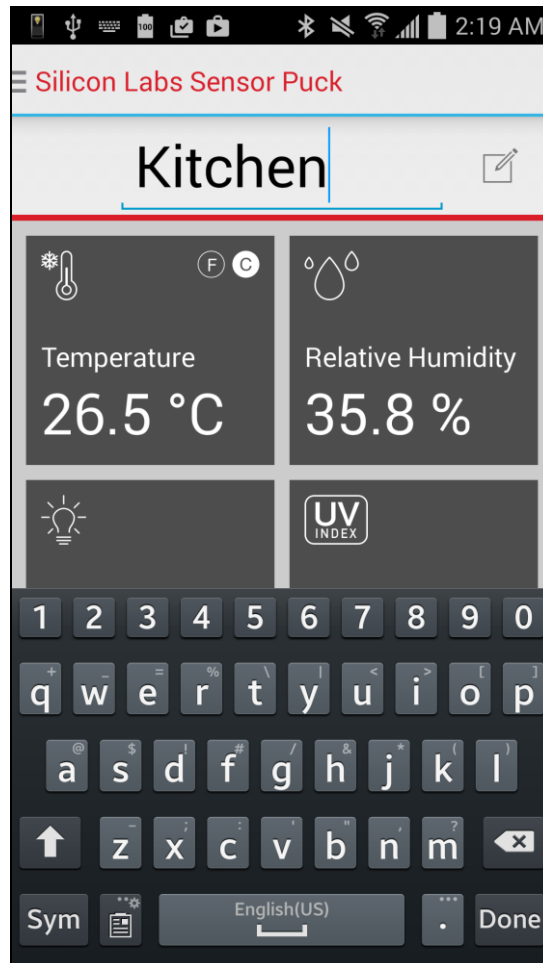 100 2:19 AM
Silicon Labs Sensor Puck
Kitchen
F C
Temperature
26.5 °C
Relative Humidity
35.8 %
UV
INDEX
1 2 3 4 5 6 7 8 9 0
+ _ = % \ | < > [ ]
q w e r t y u i o p
@ $ ! # / & * ( )
a s d f g h j k l
- ; : ' " , ?
z x c v b n m
Sym English(US) . Done